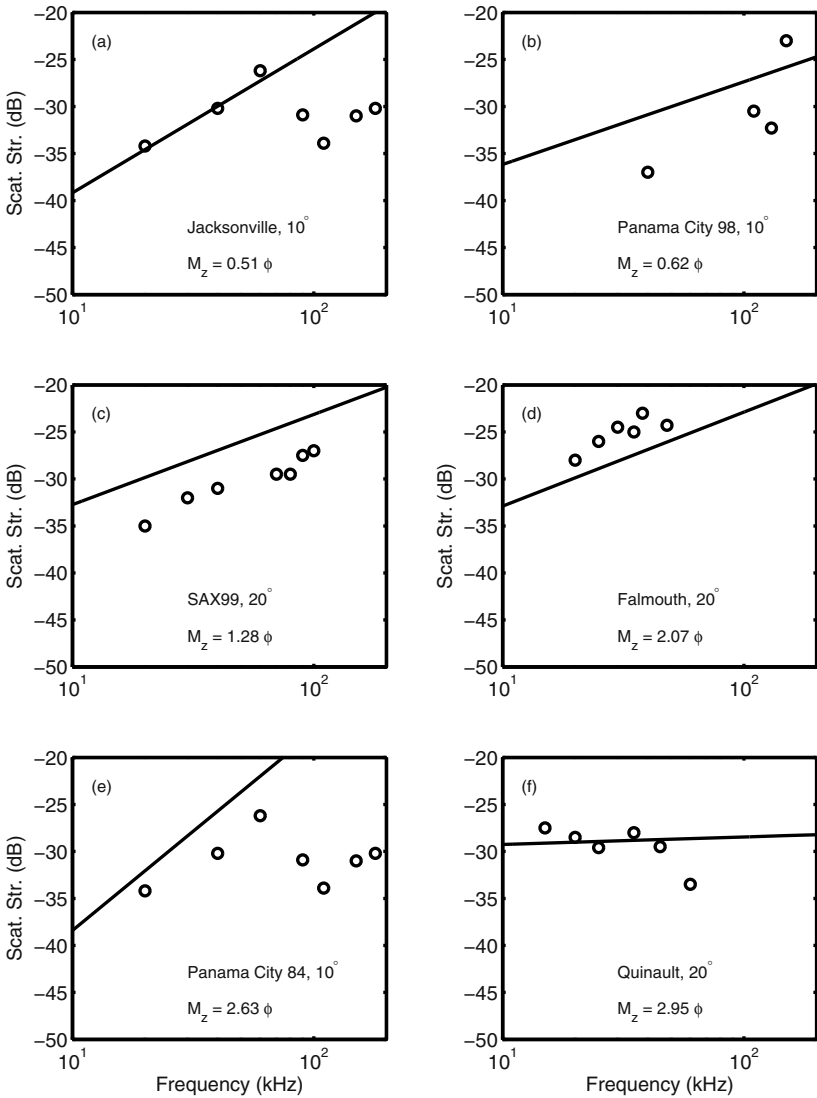 −20
−25
−30
−35
−40
−45
−50
Scat. Str. (dB)
(a)
Jacksonville, 10°
M_z = 0.51 ϕ
10^1
10^2
−20
−25
−30
−35
−40
−45
−50
(b)
Panama City 98, 10°
M_z = 0.62 ϕ
10^1
10^2
−20
−25
−30
−35
−40
−45
−50
Scat. Str. (dB)
(c)
SAX99, 20°
M_z = 1.28 ϕ
10^1
10^2
−20
−25
−30
−35
−40
−45
−50
Scat. Str. (dB)
(d)
Falmouth, 20°
M_z = 2.07 ϕ
10^1
10^2
−20
−25
−30
−35
−40
−45
−50
Scat. Str. (dB)
(e)
Panama City 84, 10°
M_z = 2.63 ϕ
10^1
10^2
Frequency (kHz)
−20
−25
−30
−35
−40
−45
−50
(f)
Quinault, 20°
M_z = 2.95 ϕ
10^1
10^2
Frequency (kHz)